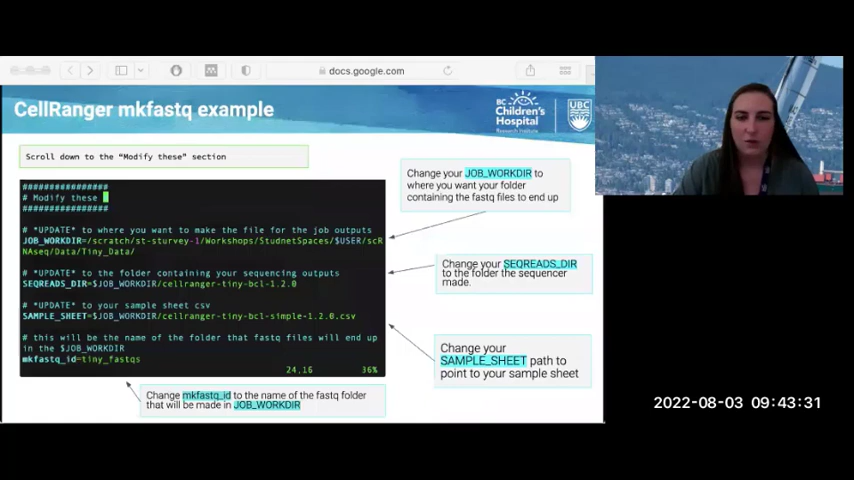 docs.google.com
CellRanger mkfastq example
BC
Children's
Hospital
Research Institute
UBC
Scroll down to the “Modify these” section
################
# Modify these
################
# *UPDATE* to where you want to make the file for the job outputs
JOB_WORKDIR=/scratch/st-sturvey-1/Workshops/StudnetSpaces/$USER/scR
NAseq/Data/Tiny_Data/
# *UPDATE* to the folder containing your sequencing outputs
SEQREADS_DIR=$JOB_WORKDIR/cellranger-tiny-bcl-1.2.0
# *UPDATE* to your sample sheet csv
SAMPLE_SHEET=$JOB_WORKDIR/cellranger-tiny-bcl-simple-1.2.0.csv
# this will be the name of the folder that fastq files will end up
in the $JOB_WORKDIR
mkfastq_id=tiny_fastqs
24,16 36%
Change your JOB_WORKDIR to
where you want your folder
containing the fastq files to end up
Change your SEQREADS_DIR
to the folder the sequencer
made.
Change your
SAMPLE_SHEET path to
point to your sample sheet
Change mkfastq_id to the name of the fastq folder
that will be made in JOB_WORKDIR
2022-08-03 09:43:31